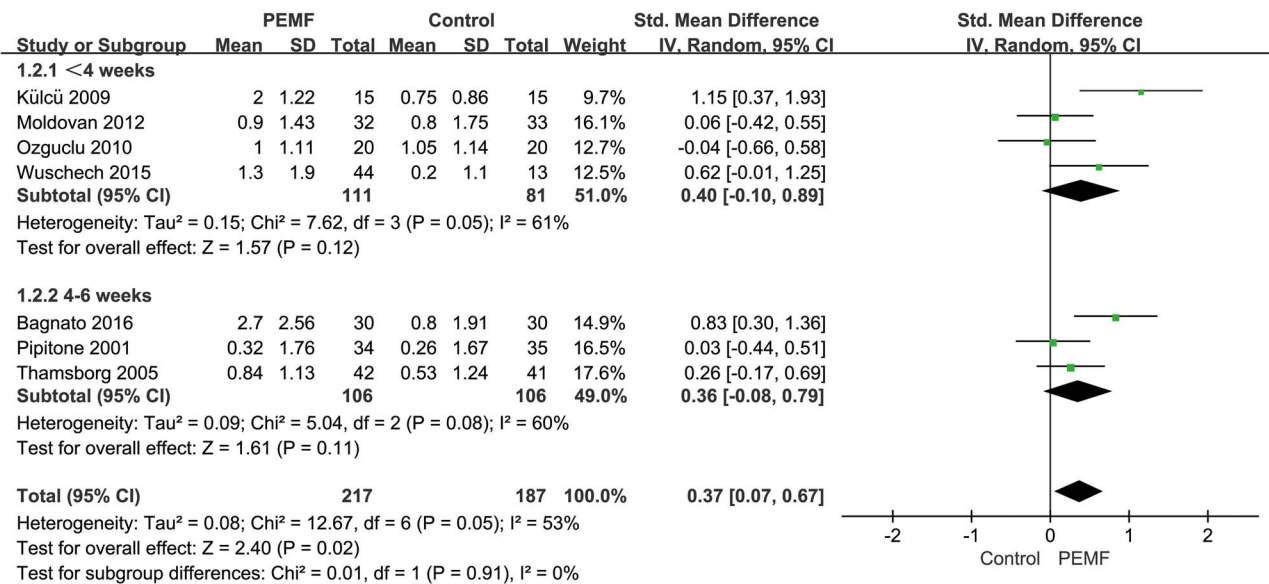 PEMF Control Std. Mean Difference Std. Mean Difference
Study or Subgroup Mean SD Total Mean SD Total Weight IV, Random, 95% CI IV, Random, 95% CI
1.2.1 <4 weeks
Külcü 2009 2 1.22 15 0.75 0.86 15 9.7% 1.15 [0.37, 1.93]
Moldovan 2012 0.9 1.43 32 0.8 1.75 33 16.1% 0.06 [-0.42, 0.55]
Ozguclu 2010 1 1.11 20 1.05 1.14 20 12.7% -0.04 [-0.66, 0.58]
Wuschech 2015 1.3 1.9 44 0.2 1.1 13 12.5% 0.62 [-0.01, 1.25]
Subtotal (95% CI) 111 81 51.0% 0.40 [-0.10, 0.89]
Heterogeneity: Tau² = 0.15; Chi² = 7.62, df = 3 (P = 0.05); I² = 61%
Test for overall effect: Z = 1.57 (P = 0.12)
1.2.2 4-6 weeks
Bagnato 2016 2.7 2.56 30 0.8 1.91 30 14.9% 0.83 [0.30, 1.36]
Pipitone 2001 0.32 1.76 34 0.26 1.67 35 16.5% 0.03 [-0.44, 0.51]
Thamsborg 2005 0.84 1.13 42 0.53 1.24 41 17.6% 0.26 [-0.17, 0.69]
Subtotal (95% CI) 106 106 49.0% 0.36 [-0.08, 0.79]
Heterogeneity: Tau² = 0.09; Chi² = 5.04, df = 2 (P = 0.08); I² = 60%
Test for overall effect: Z = 1.61 (P = 0.11)
Total (95% CI) 217 187 100.0% 0.37 [0.07, 0.67]
Heterogeneity: Tau² = 0.08; Chi² = 12.67, df = 6 (P = 0.05); I² = 53%
Test for overall effect: Z = 2.40 (P = 0.02)
Test for subgroup differences: Chi² = 0.01, df = 1 (P = 0.91), I² = 0%
-2 -1 0 1 2
Control PEMF